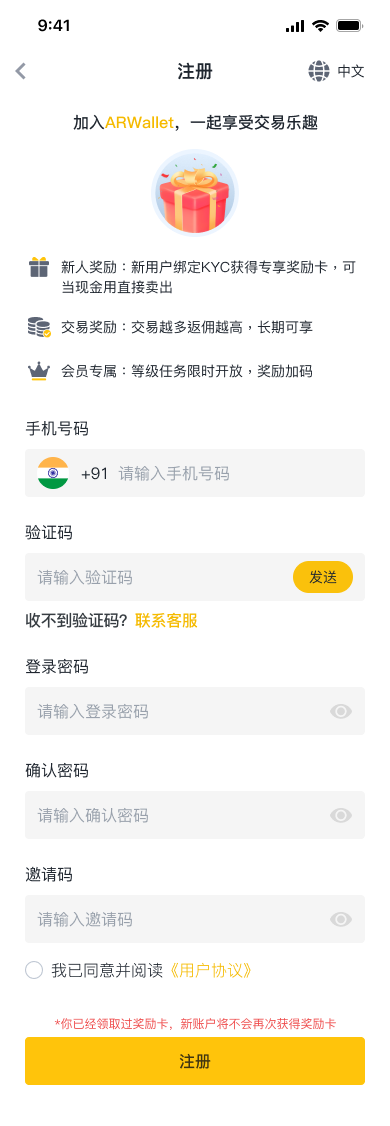 9:41
注册
中文
加入ARWallet，一起享受交易乐趣
新人奖励：新用户绑定KYC获得专享奖励卡，可
当现金用直接卖出
交易奖励：交易越多返佣越高，长期可享
会员专属：等级任务限时开放，奖励加码
手机号码
+91 请输入手机号码
验证码
请输入验证码 发送
收不到验证码? 联系客服
登录密码
请输入登录密码
确认密码
请输入确认密码
邀请码
请输入邀请码
我已同意并阅读《用户协议》
*你已经领取过奖励卡，新账户将不会再次获得奖励卡
注册